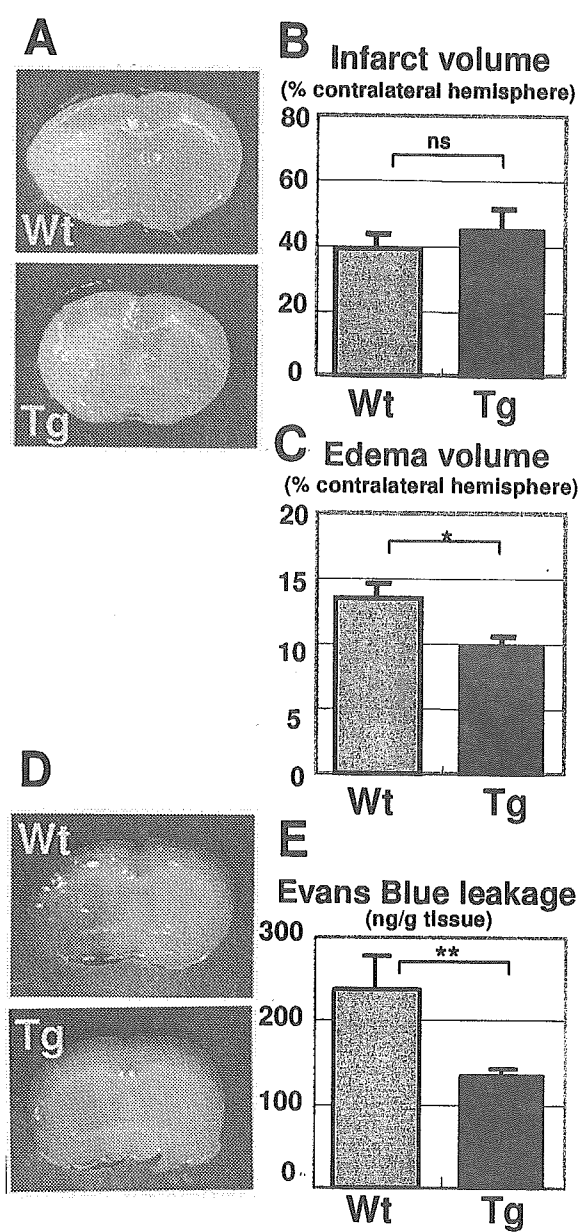 A
Wt
Tg
B Infarct volume
(% contralateral hemisphere)
80
60
40
20
0
ns
Wt Tg
C Edema volume
(% contralateral hemisphere)
20
15
10
5
0
*
Wt Tg
D
Wt
Tg
E
Evans Blue leakage
(ng/g tissue)
300
200
100
0
**
Wt Tg